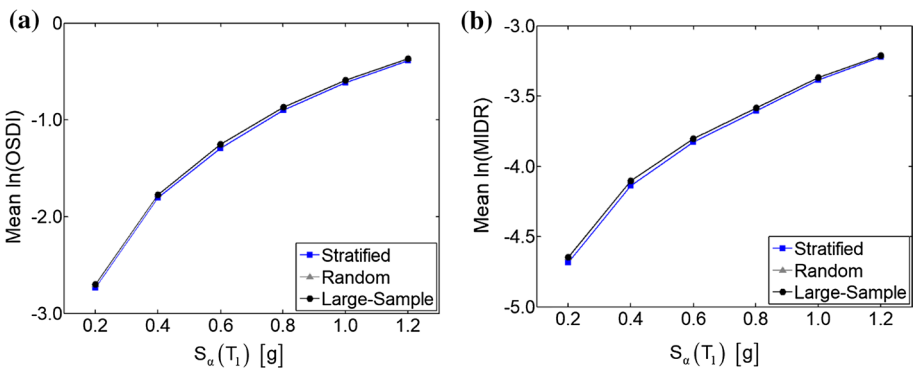 (a)
0
-1.0
-2.0
-3.0
Mean ln(OSDI)
Stratified
Random
Large-Sample
0.2 0.4 0.6 0.8 1.0 1.2
Sα(T1) [g]
(b)
-3.0
-3.5
-4.0
-4.5
-5.0
Mean ln(MIDR)
Stratified
Random
Large-Sample
0.2 0.4 0.6 0.8 1.0 1.2
Sα(T1) [g]